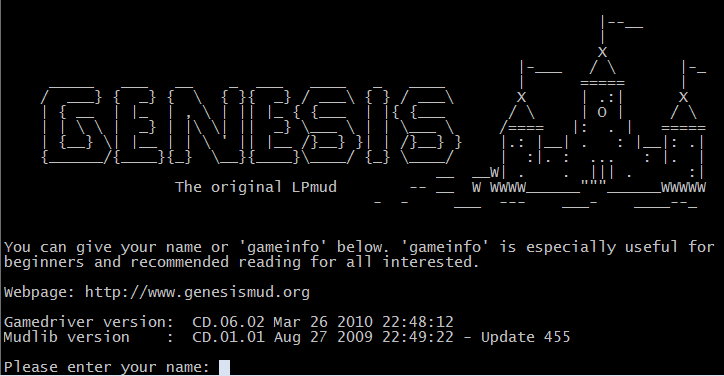 GENESIS
The original LPmud
You can give your name or 'gameinfo' below. 'gameinfo' is especially useful for
beginners and recommended reading for all interested.
Webpage: http://www.genesismud.org
Gamedriver version:  CD.06.02 Mar 26 2010 22:48:12
Mudlib version    :  CD.01.01 Aug 27 2009 22:49:22 - Update 455
Please enter your name: